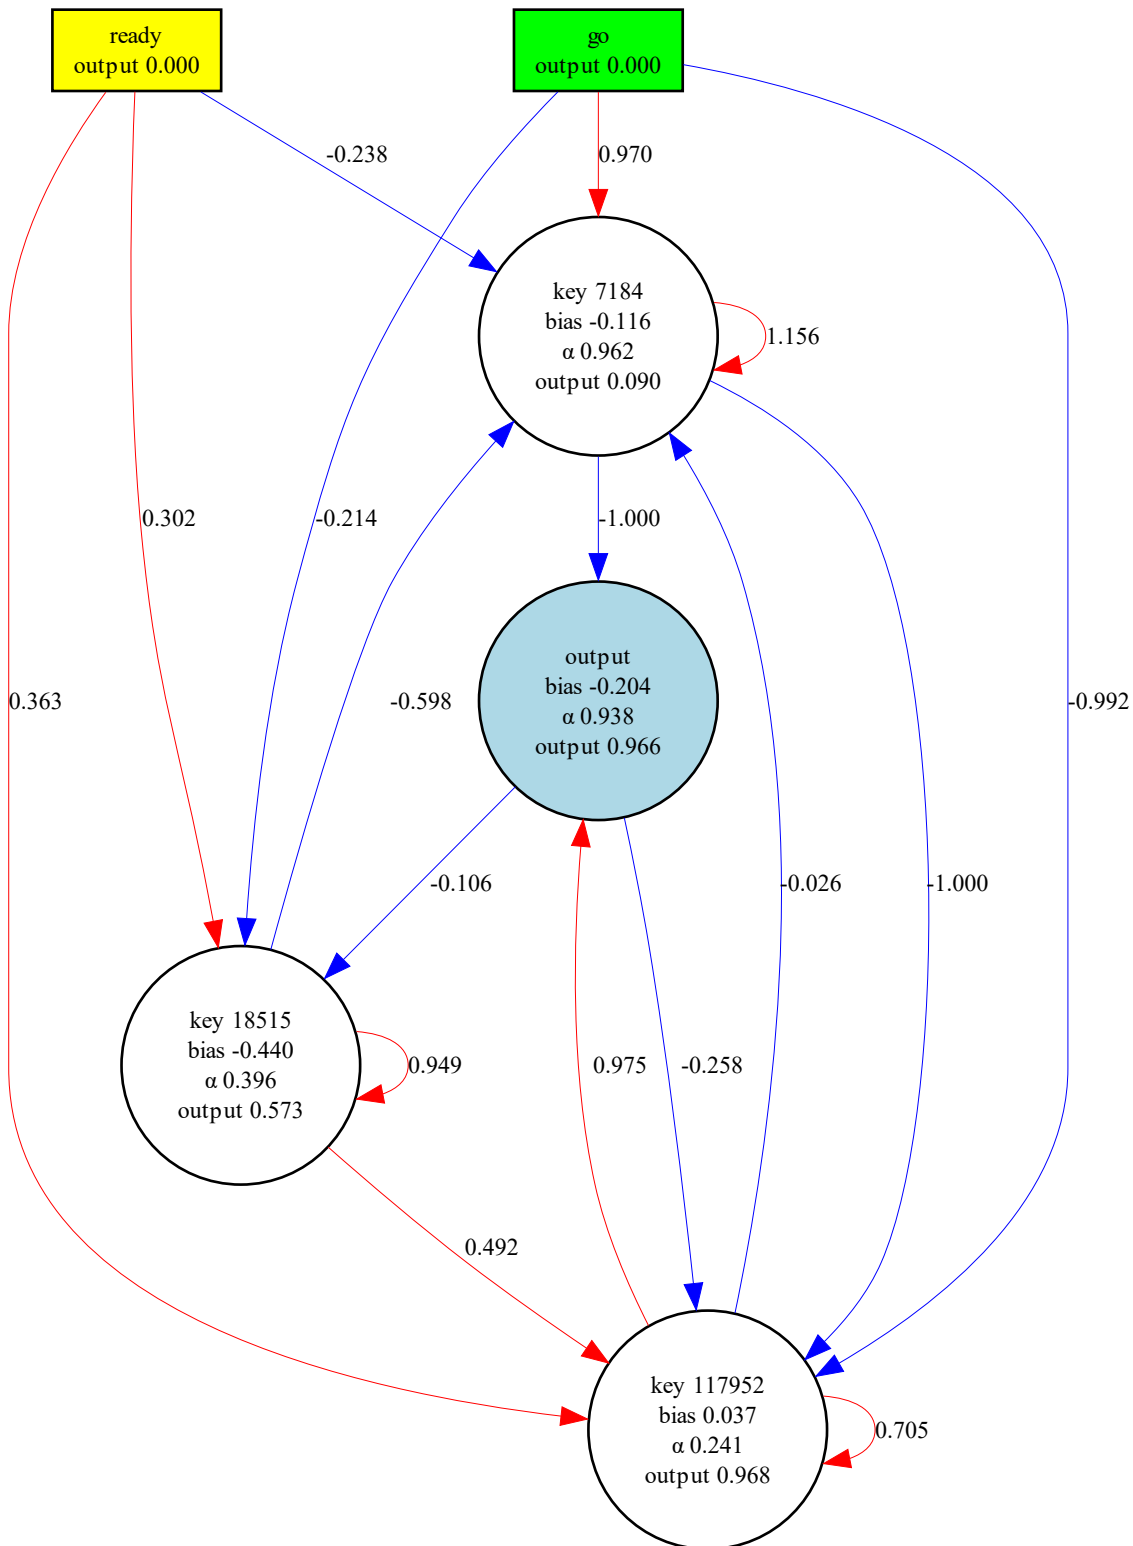 ready
output 0.000
go
output 0.000
-0.238
0.970
key 7184
bias -0.116
α 0.962
output 0.090
1.156
0.302
-0.214
-1.000
output
bias -0.204
α 0.938
output 0.966
0.363
-0.598
-0.992
-0.106
-0.026
-1.000
key 18515
bias -0.440
α 0.396
output 0.573
0.949
0.975
-0.258
0.492
key 117952
bias 0.037
α 0.241
output 0.968
0.705